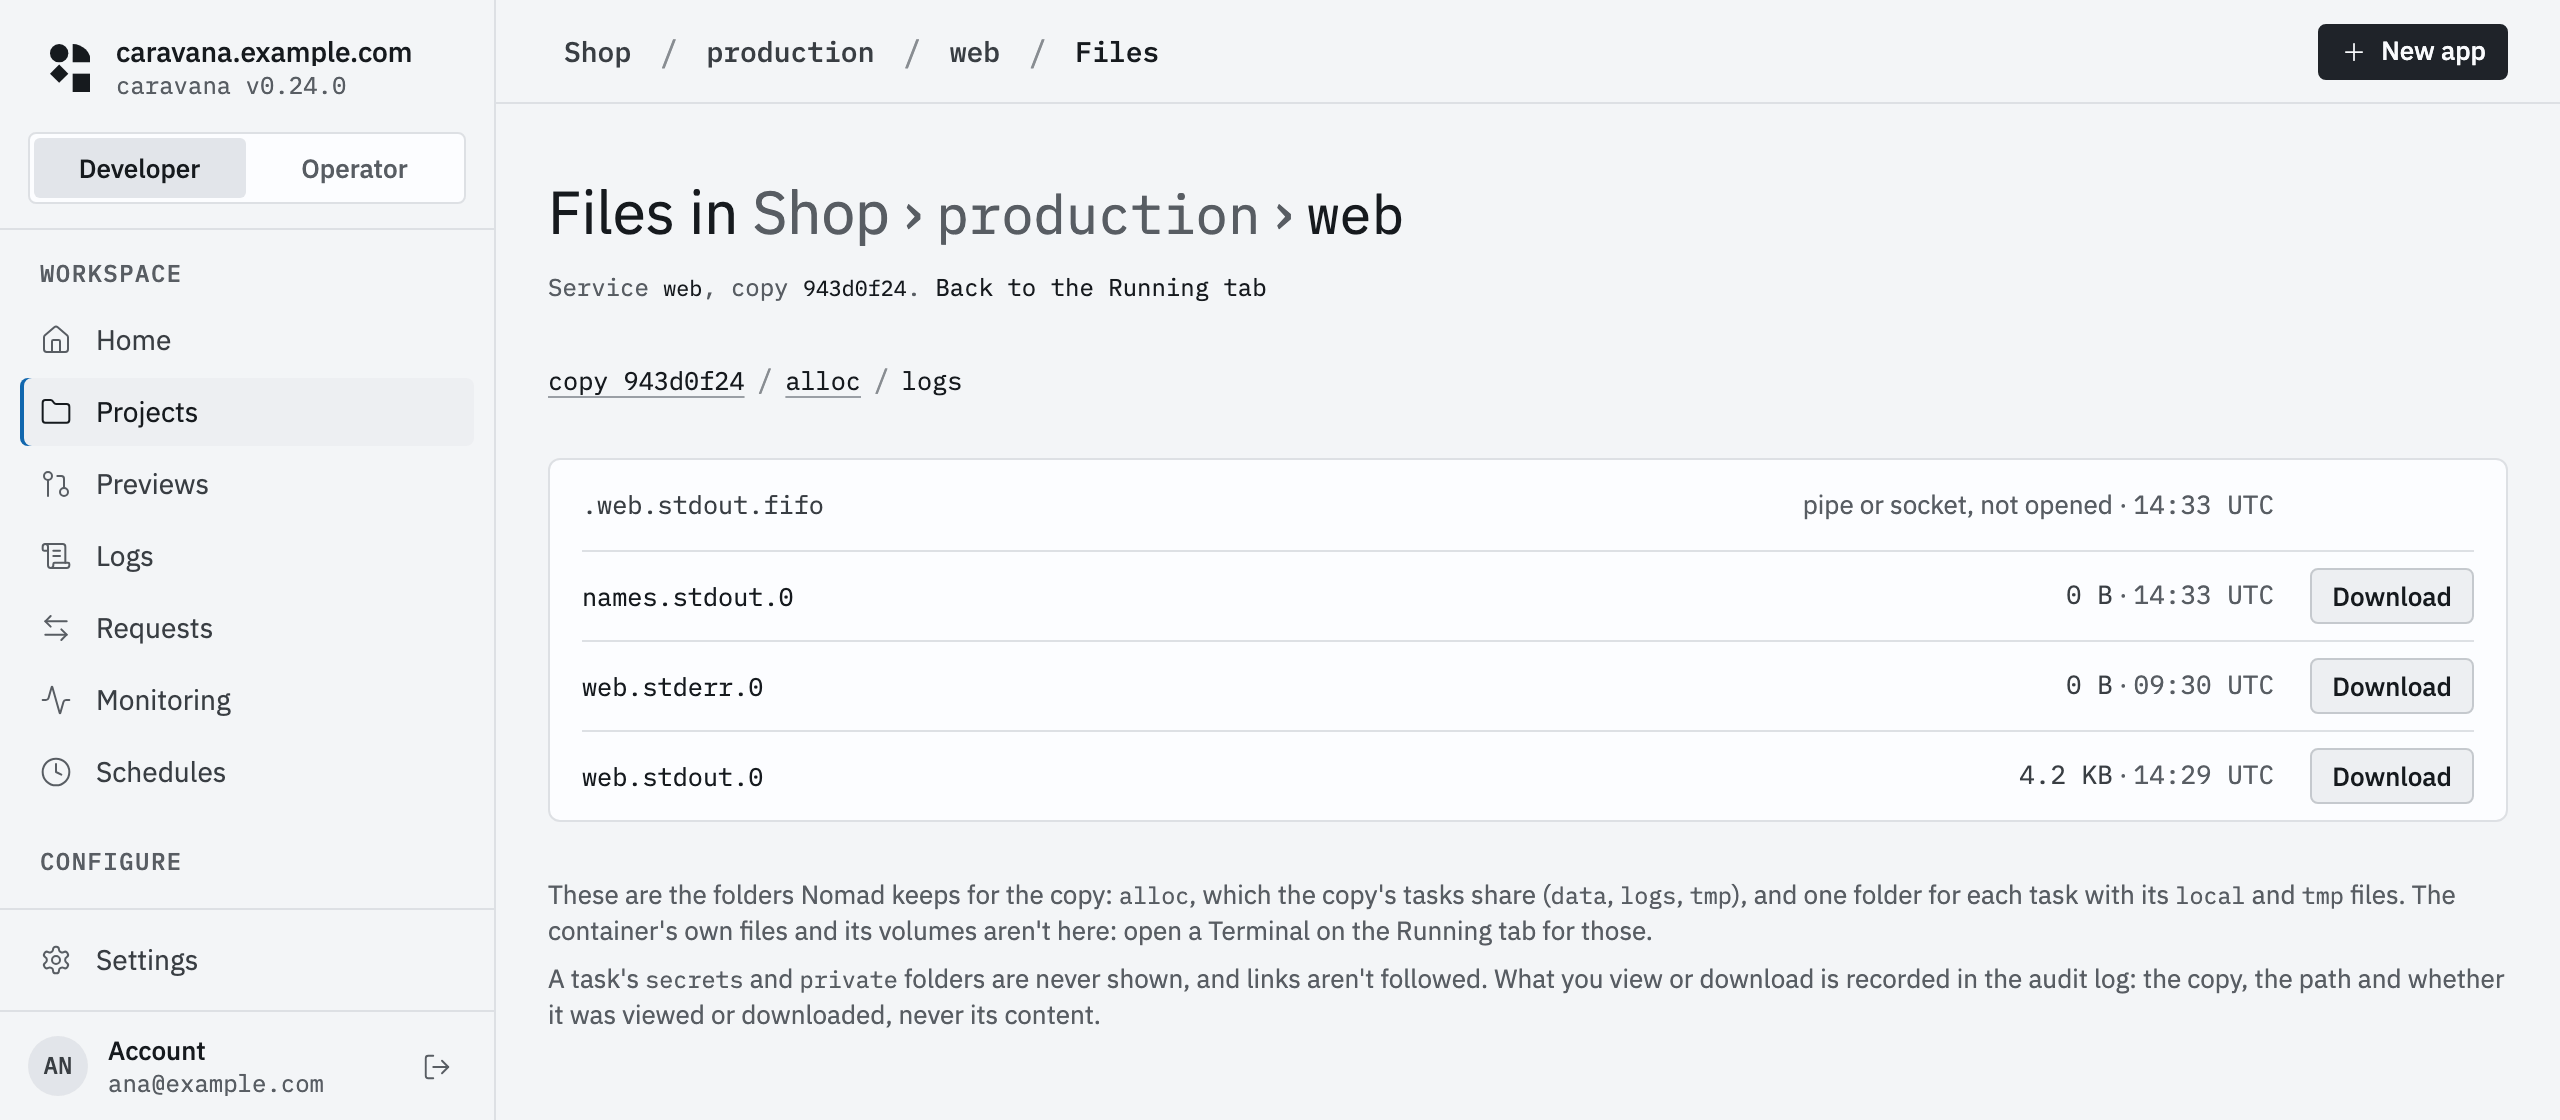 caravana.example.com
caravana v0.24.0
Developer
Operator
WORKSPACE
Home
Projects
Previews
Logs
Requests
Monitoring
Schedules
CONFIGURE
Settings
AN
Account
ana@example.com
Shop / production / web / Files
+ New app
Files in Shop › production › web
Service web, copy 943d0f24. Back to the Running tab
copy 943d0f24 / alloc / logs
.web.stdout.fifo pipe or socket, not opened · 14:33 UTC
names.stdout.0 0 B · 14:33 UTC Download
web.stderr.0 0 B · 09:30 UTC Download
web.stdout.0 4.2 KB · 14:29 UTC Download
These are the folders Nomad keeps for the copy: alloc, which the copy's tasks share (data, logs, tmp), and one folder for each task with its local and tmp files. The
container's own files and its volumes aren't here: open a Terminal on the Running tab for those.
A task's secrets and private folders are never shown, and links aren't followed. What you view or download is recorded in the audit log: the copy, the path and whether
it was viewed or downloaded, never its content.